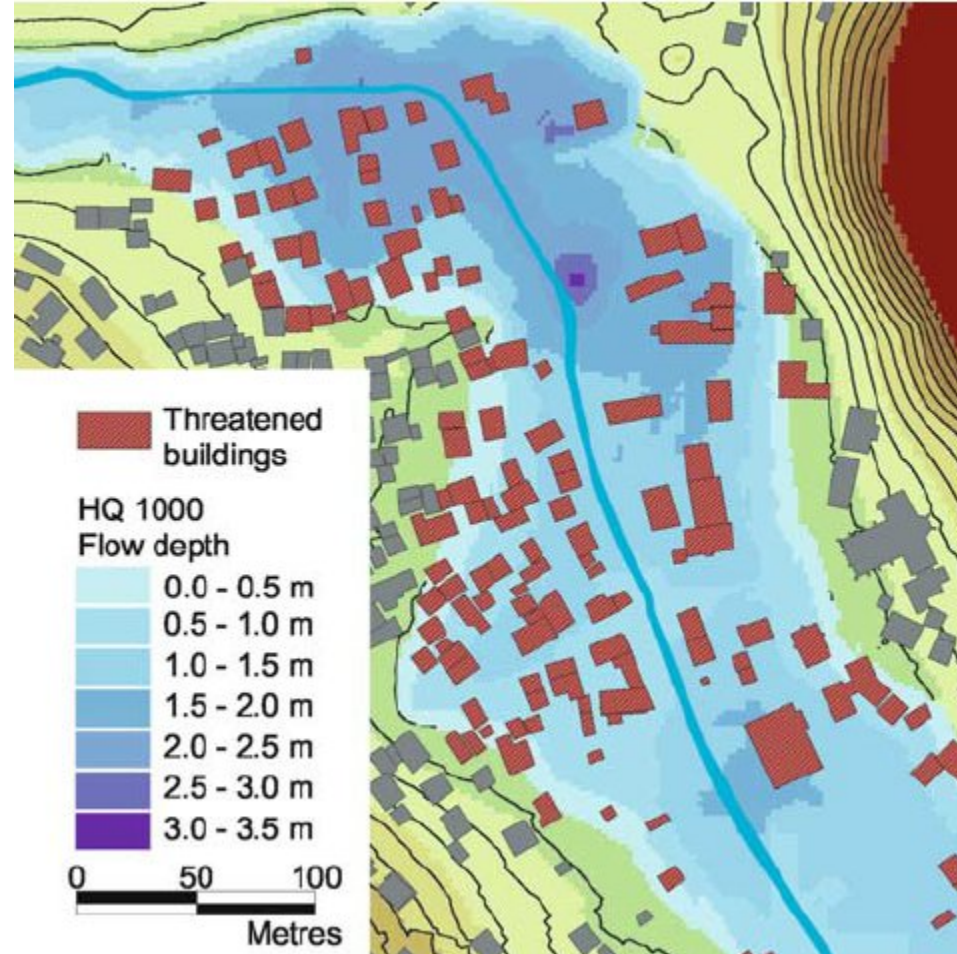 Threatened
buildings
HQ 1000
Flow depth
0.0 - 0.5 m
0.5 - 1.0 m
1.0 - 1.5 m
1.5 - 2.0 m
2.0 - 2.5 m
2.5 - 3.0 m
3.0 - 3.5 m
0 50 100
Metres